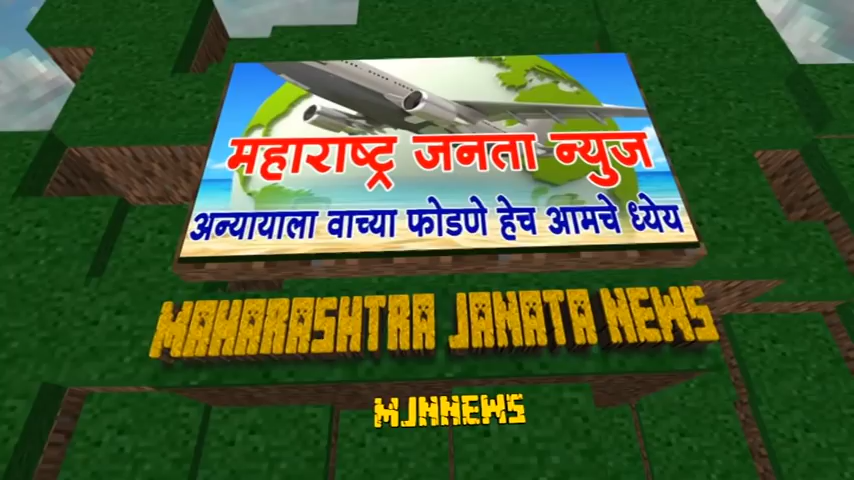 महाराष्ट्र जनता न्युज
अन्यायाला वाच्या फोडणे हेच आमचे ध्येय
MAHARASHTRA JANATA NEWS
MJNNEWS